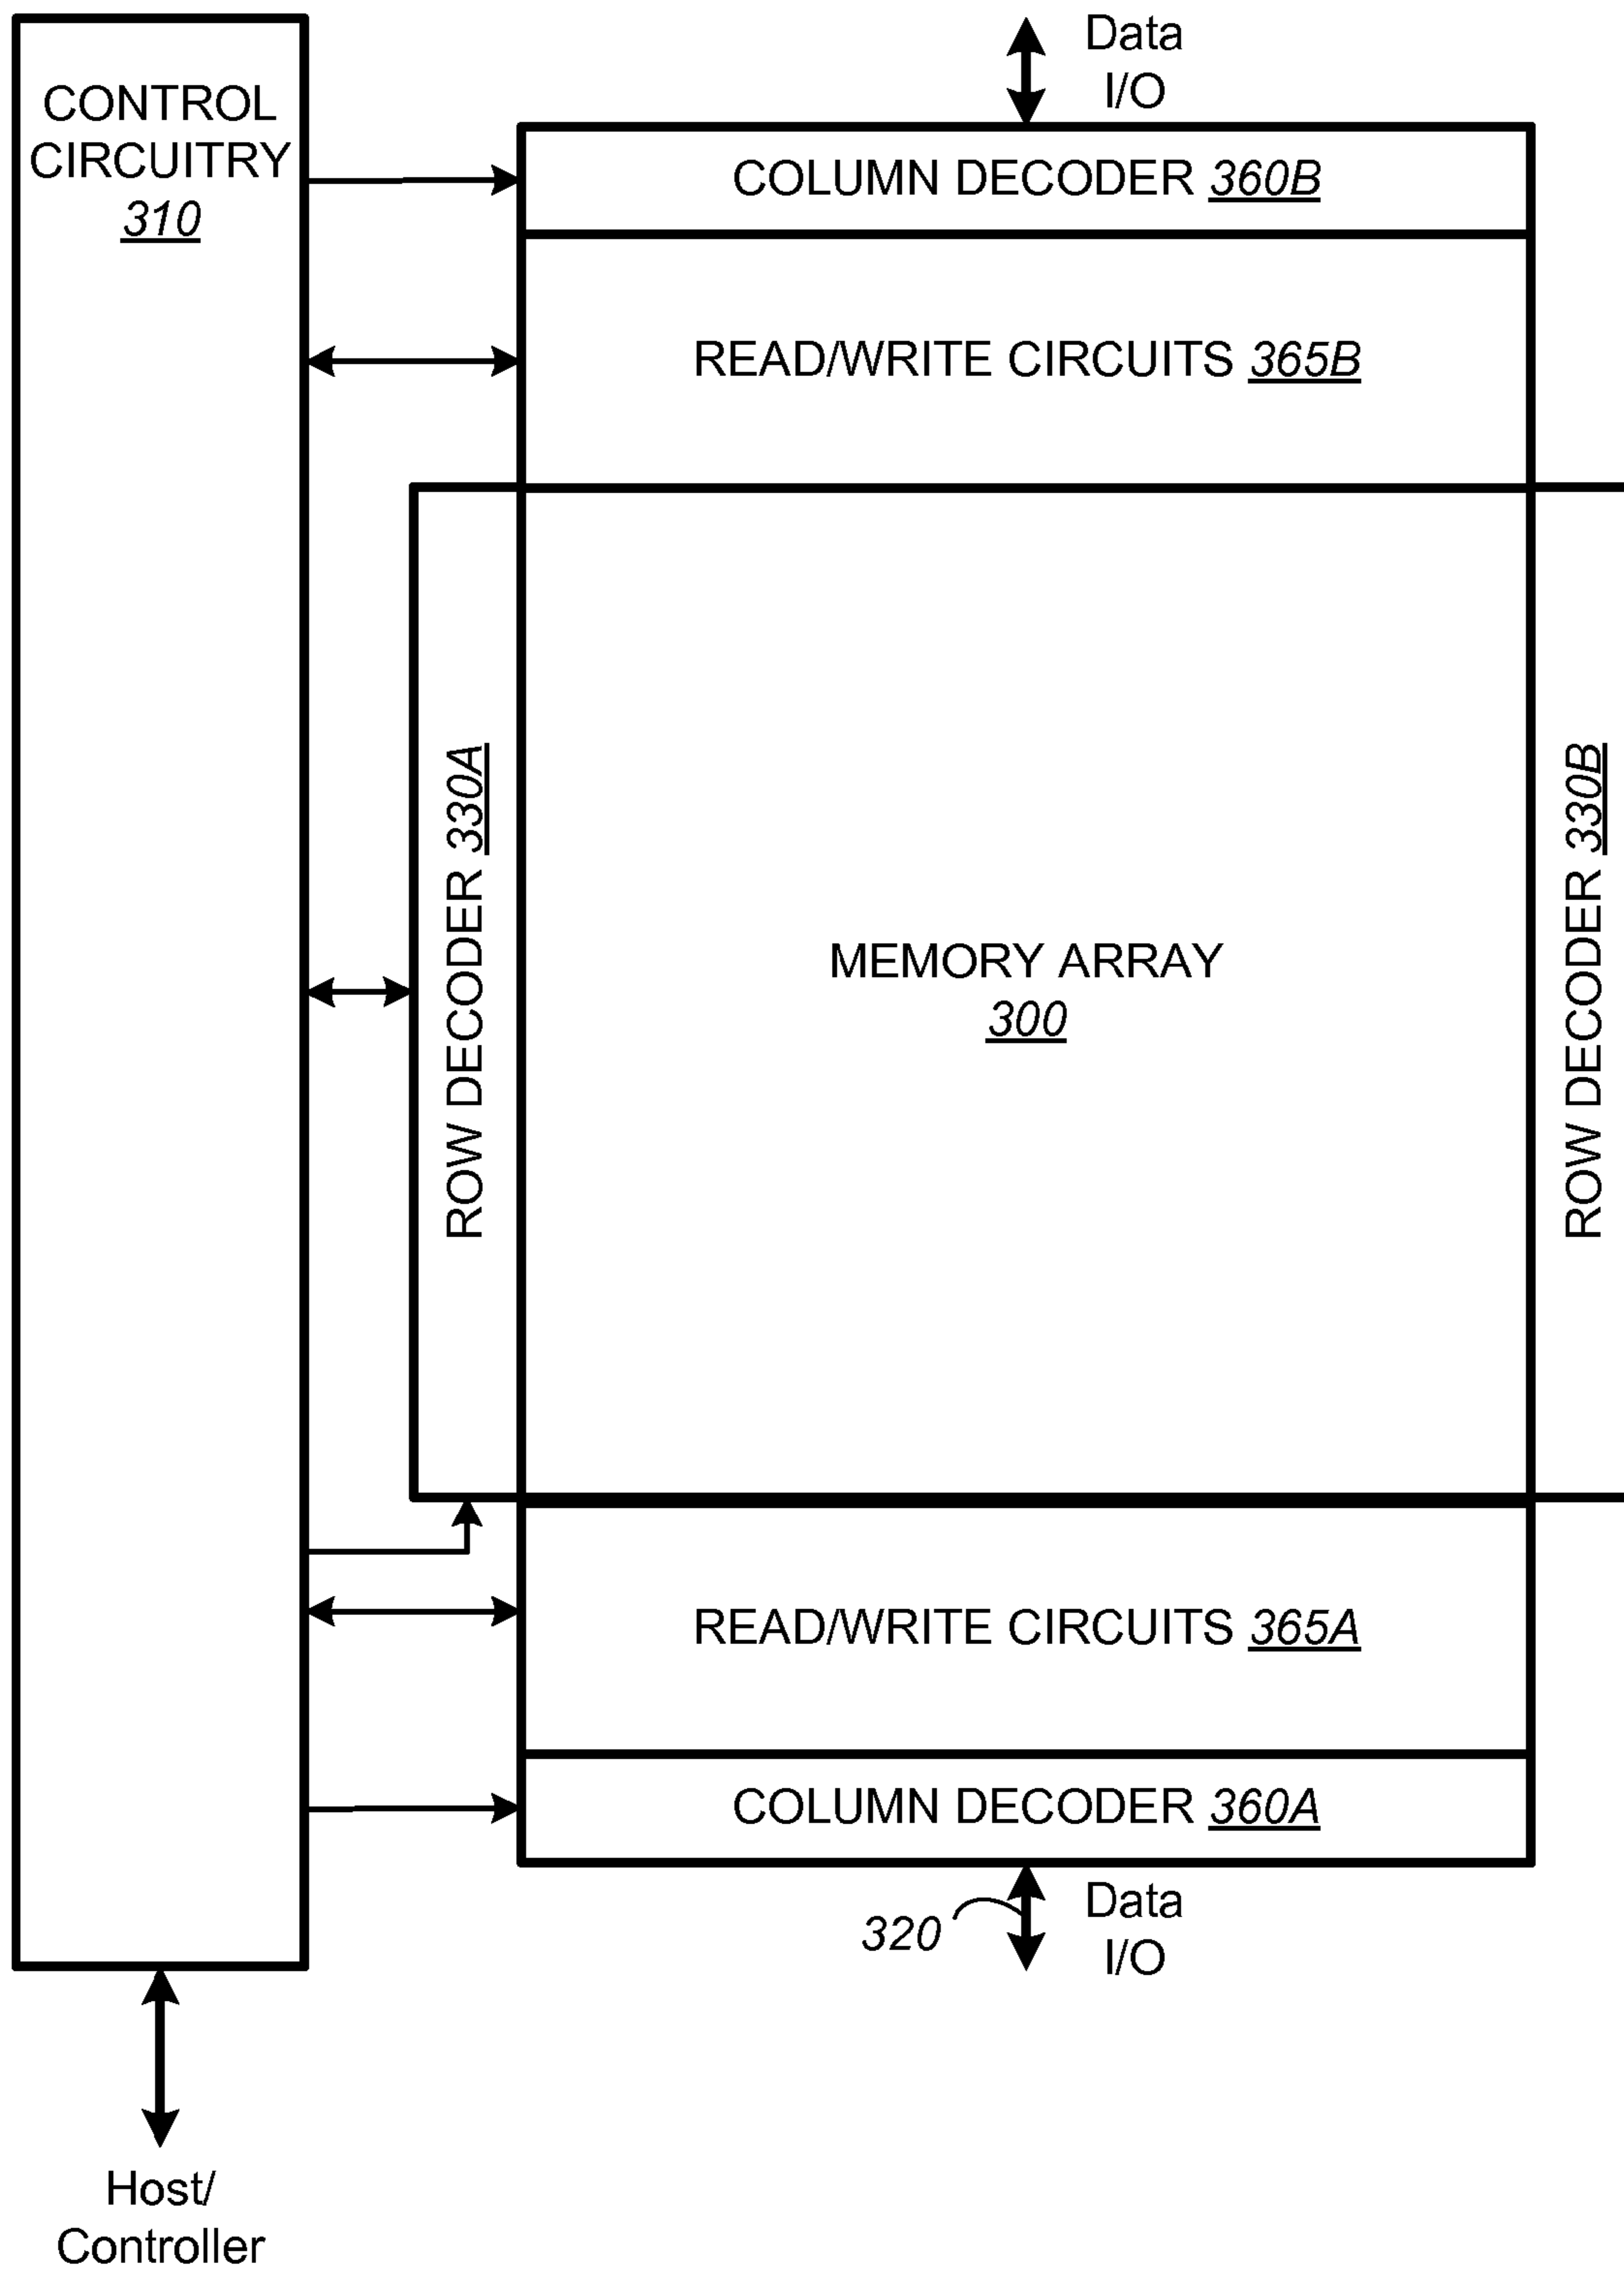 Data
I/O
CONTROL
CIRCUITRY
310
COLUMN DECODER 360B
READ/WRITE CIRCUITS 365B
ROW DECODER 330A
MEMORY ARRAY
300
ROW DECODER 330B
READ/WRITE CIRCUITS 365A
COLUMN DECODER 360A
320
Data
I/O
Host/
Controller